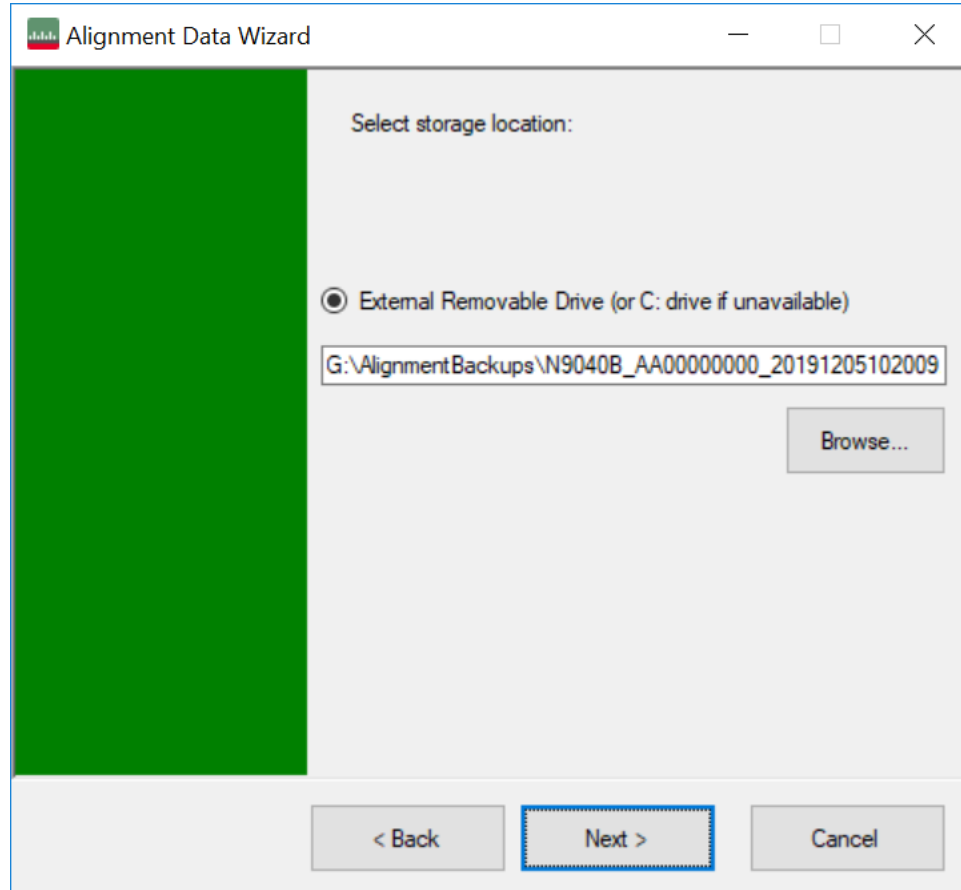 Alignment Data Wizard
Select storage location:
External Removable Drive (or C: drive if unavailable)
G:\AlignmentBackups\N9040B_AA00000000_20191205102009
Browse...
< Back
Next >
Cancel